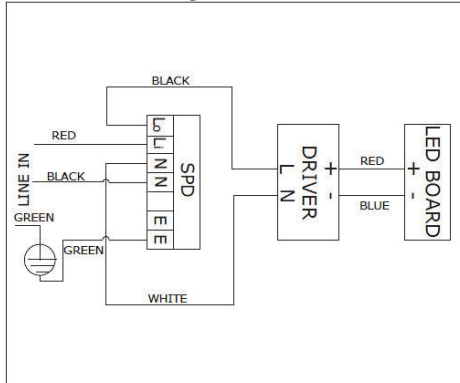 BLACK
Lo
Li
N
N
E
E
SPD
LINE IN
RED
BLACK
GREEN
GREEN
WHITE
DRIVER
L N
+ -
RED
BLUE
LED BOARD
+ -